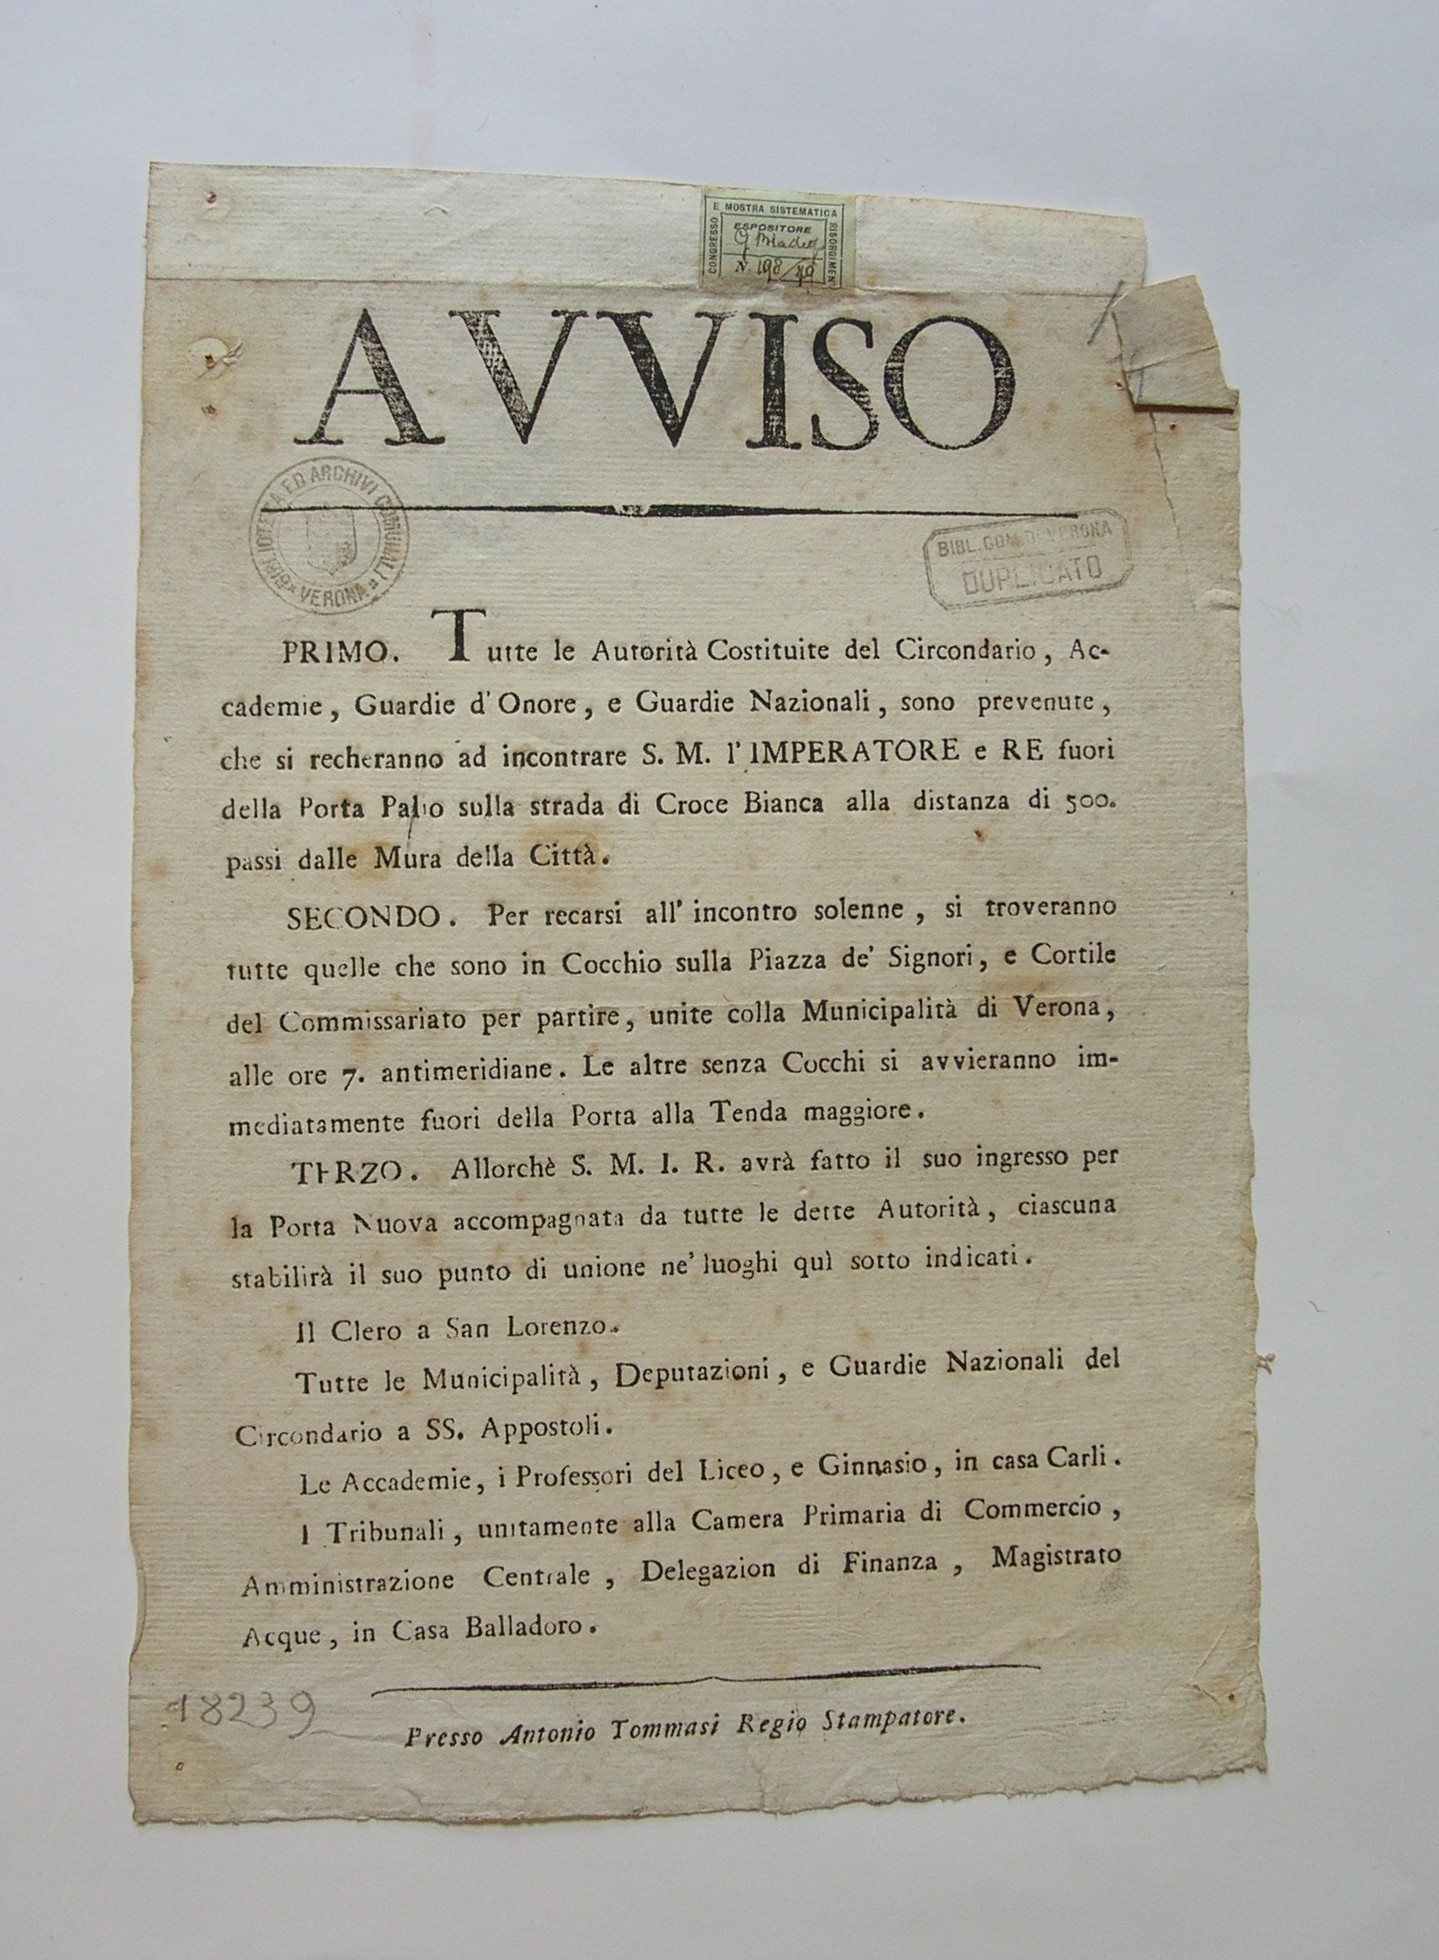 E MOSTRA SISTEMATICA
CONGRESSO
RISORGIMEN
ESPOSITORE
N. 198/49
AVVISO
BIBLIOTECA ED ARCHIVI COMUNALI
VERONA
BIBL. COM. DI VERONA
DUPLICATO
PRIMO. Tutte le Autorità Costituite del Circondario, Ac-
cademie, Guardie d'Onore, e Guardie Nazionali, sono prevenute,
che si recheranno ad incontrare S. M. l'IMPERATORE e RE fuori
della Porta Palio sulla strada di Croce Bianca alla distanza di 500.
passi dalle Mura della Città.
SECONDO. Per recarsi all'incontro solenne, si troveranno
tutte quelle che sono in Cocchio sulla Piazza de' Signori, e Cortile
del Commissariato per partire, unite colla Municipalità di Verona,
alle ore 7. antimeridiane. Le altre senza Cocchi si avvieranno im-
mediatamente fuori della Porta alla Tenda maggiore.
TERZO. Allorchè S. M. I. R. avrà fatto il suo ingresso per
la Porta Nuova accompagnata da tutte le dette Autorità, ciascuna
stabilirà il suo punto di unione ne' luoghi quì sotto indicati.
Il Clero a San Lorenzo.
Tutte le Municipalità, Deputazioni, e Guardie Nazionali del
Circondario a SS. Appostoli.
Le Accademie, i Professori del Liceo, e Ginnasio, in casa Carli.
I Tribunali, unitamente alla Camera Primaria di Commercio,
Amministrazione Centrale, Delegazion di Finanza, Magistrato
Acque, in Casa Balladoro.
18239
Presso Antonio Tommasi Regio Stampatore.